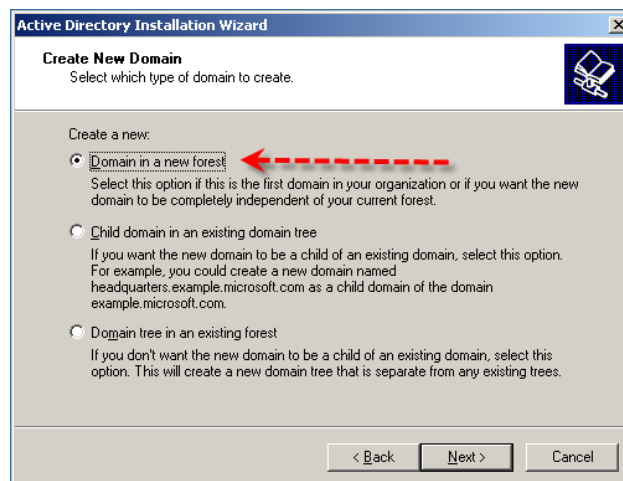 Active Directory Installation Wizard
Create New Domain
Select which type of domain to create.
Create a new:
Domain in a new forest
Select this option if this is the first domain in your organization or if you want the new
domain to be completely independent of your current forest.
Child domain in an existing domain tree
If you want the new domain to be a child of an existing domain, select this option.
For example, you could create a new domain named
headquarters.example.microsoft.com as a child domain of the domain
example.microsoft.com.
Domain tree in an existing forest
If you don't want the new domain to be a child of an existing domain, select this
option. This will create a new domain tree that is separate from any existing trees.
< Back Next > Cancel